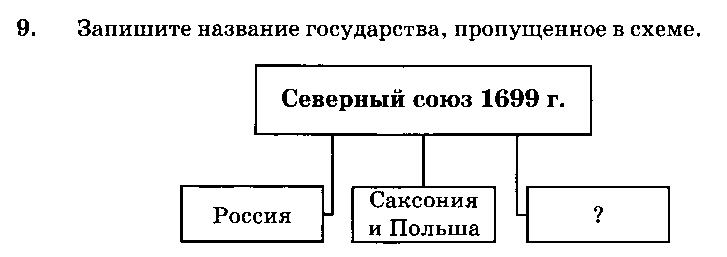 9. Запишите название государства, пропущенное в схеме.
Северный союз 1699 г.
Россия
Саксония
и Польша
?